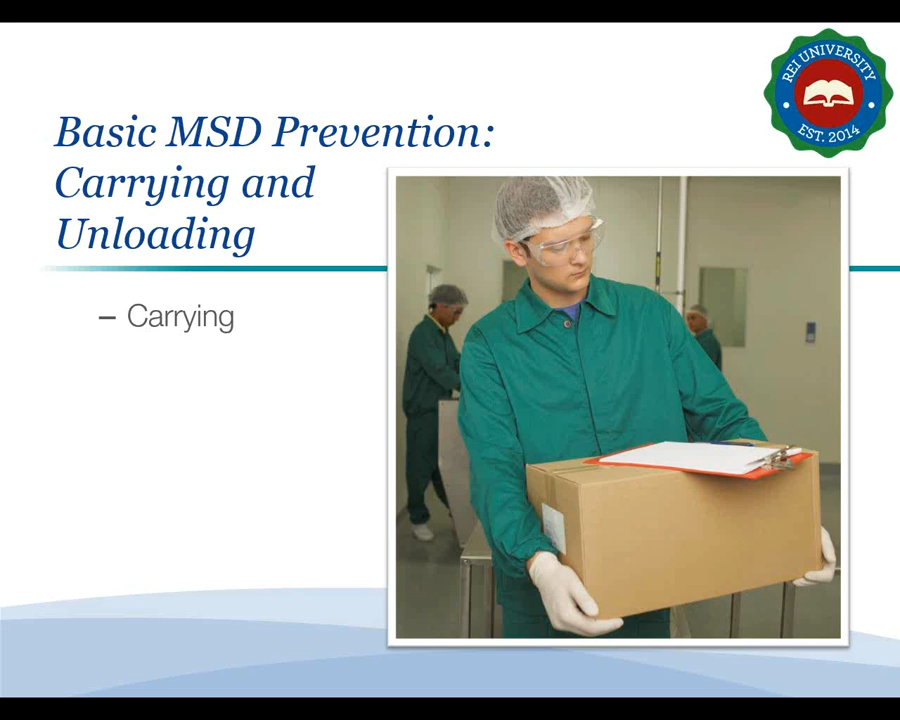 REI UNIVERSITY
EST. 2014
Basic MSD Prevention:
Carrying and
Unloading
– Carrying